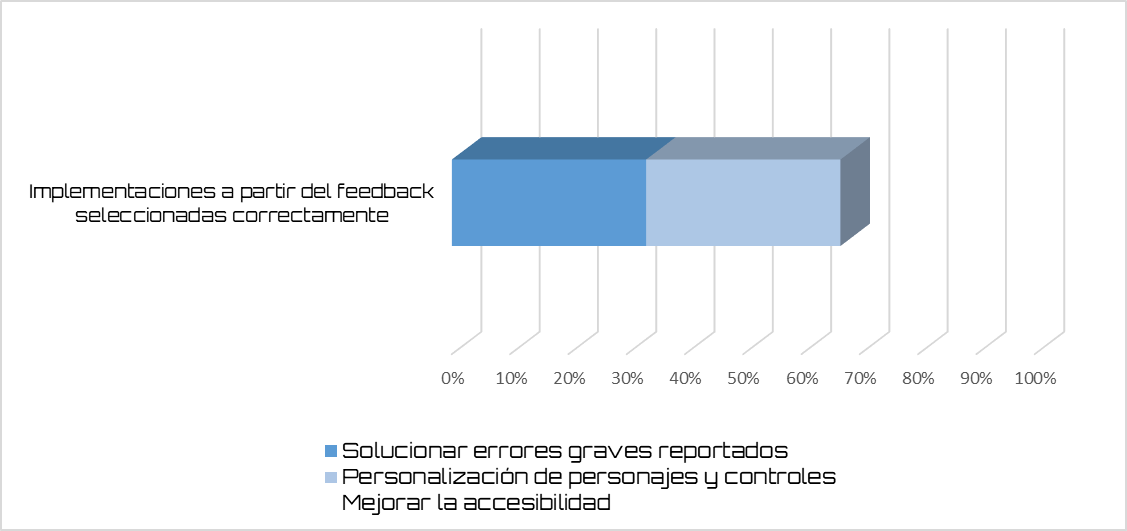 Implementaciones a partir del feedback
seleccionadas correctamente
0% 10% 20% 30% 40% 50% 60% 70% 80% 90% 100%
Solucionar errores graves reportados
Personalización de personajes y controles
Mejorar la accesibilidad